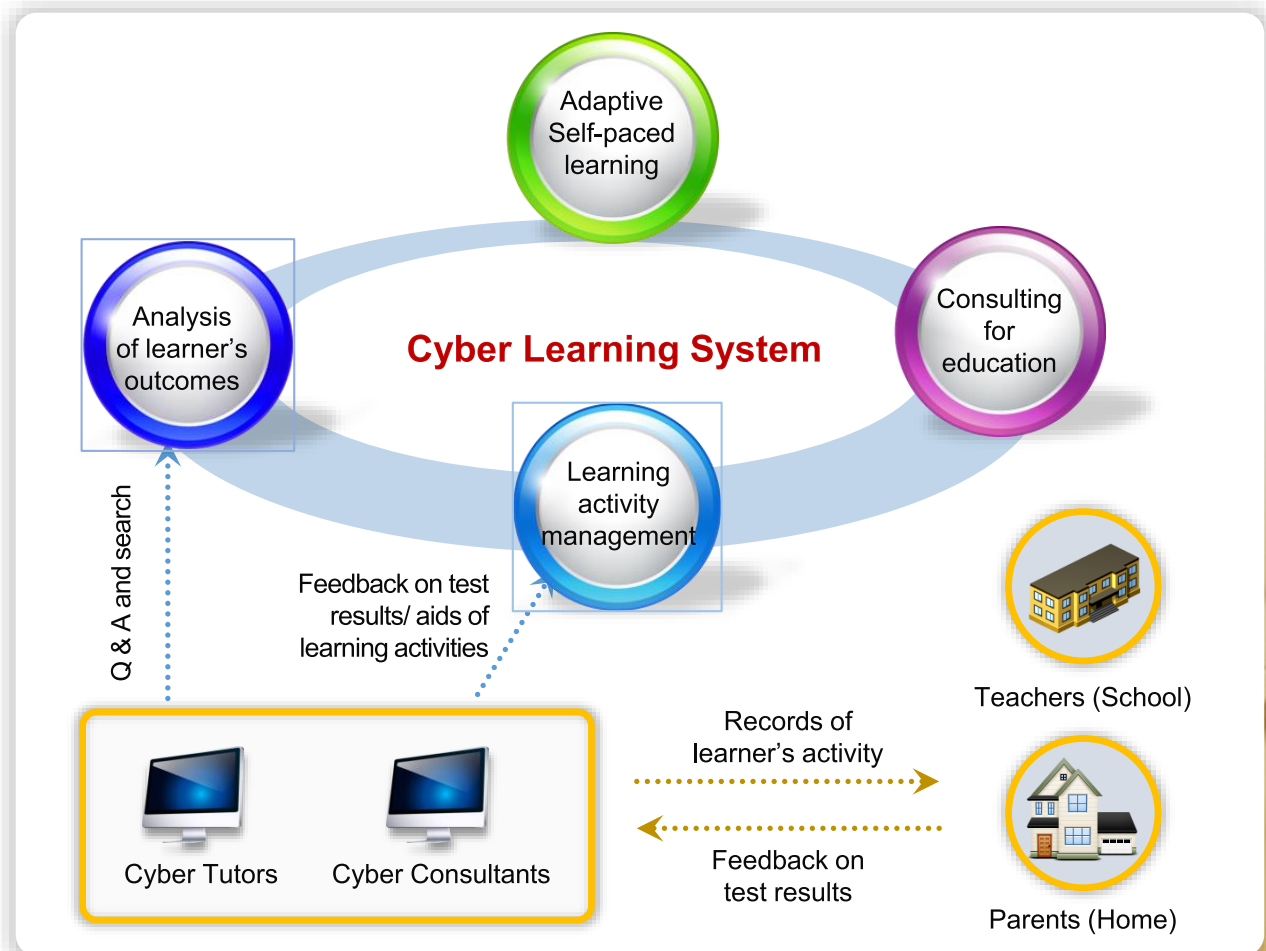 Adaptive
Self-paced
learning
Analysis
of learner's
outcomes
Cyber Learning System
Consulting
for
education
Learning
activity
management
Q & A and search
Feedback on test
results/ aids of
learning activities
Teachers (School)
Records of
learner's activity
Feedback on
test results
Cyber Tutors
Cyber Consultants
Parents (Home)